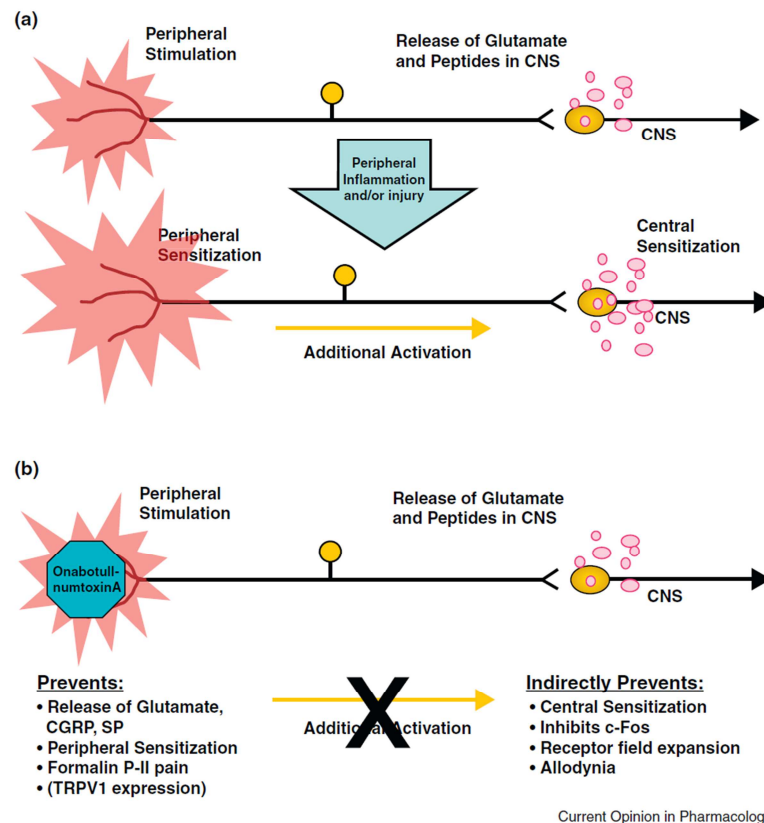 (a)
Peripheral
Stimulation
Release of Glutamate
and Peptides in CNS
CNS
Peripheral
Inflammation
and/or injury
Peripheral
Sensitization
Central
Sensitization
CNS
Additional Activation
(b)
Peripheral
Stimulation
Release of Glutamate
and Peptides in CNS
Onabotull-
numtoxinA
CNS
Prevents:
• Release of Glutamate,
CGRP, SP
• Peripheral Sensitization
• Formalin P-II pain
• (TRPV1 expression)
Additional Activation
Indirectly Prevents:
• Central Sensitization
• Inhibits c-Fos
• Receptor field expansion
• Allodynia
Current Opinion in Pharmacolog